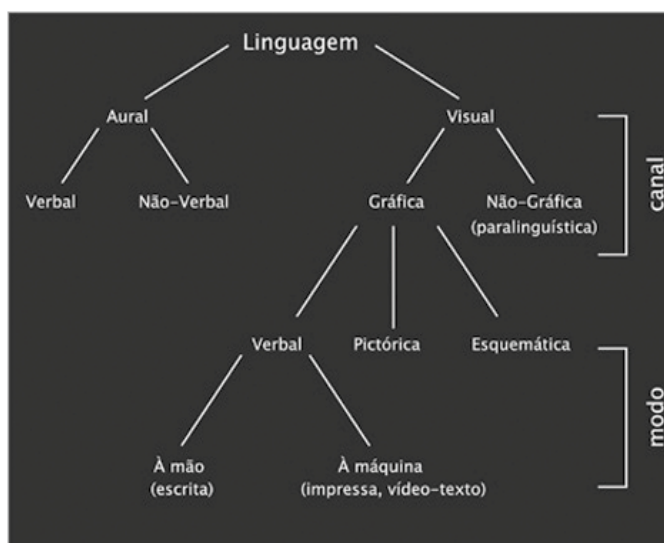 Linguagem
Aural
Visual
Verbal
Não-Verbal
Gráfica
Não-Gráfica
(paralinguística)
canal
Verbal
Pictórica
Esquemática
À mão
(escrita)
À máquina
(impressa, vídeo-texto)
modo